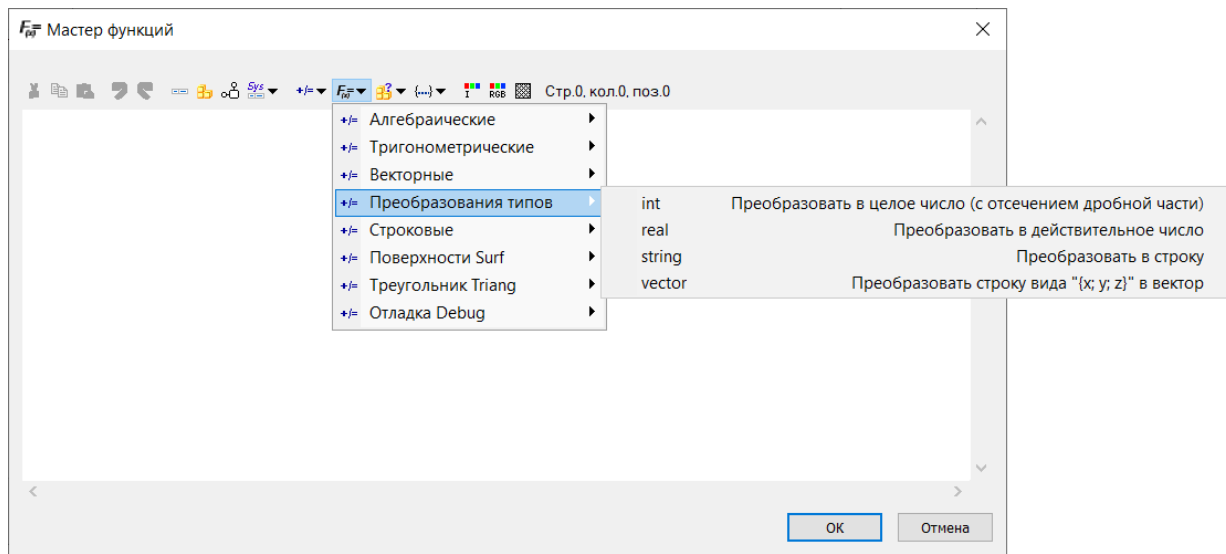 F(x)= Мастер функций
Sys +/= F(x)= {...} I RGB Стр.0, кол.0, поз.0
+/= Алгебраические
+/= Тригонометрические
+/= Векторные
+/= Преобразования типов
int Преобразовать в целое число (с отсечением дробной части)
+/= Строковые
real Преобразовать в действительное число
+/= Поверхности Surf
string Преобразовать в строку
+/= Треугольник Triang
vector Преобразовать строку вида "{x; y; z}" в вектор
+/= Отладка Debug
ОК Отмена